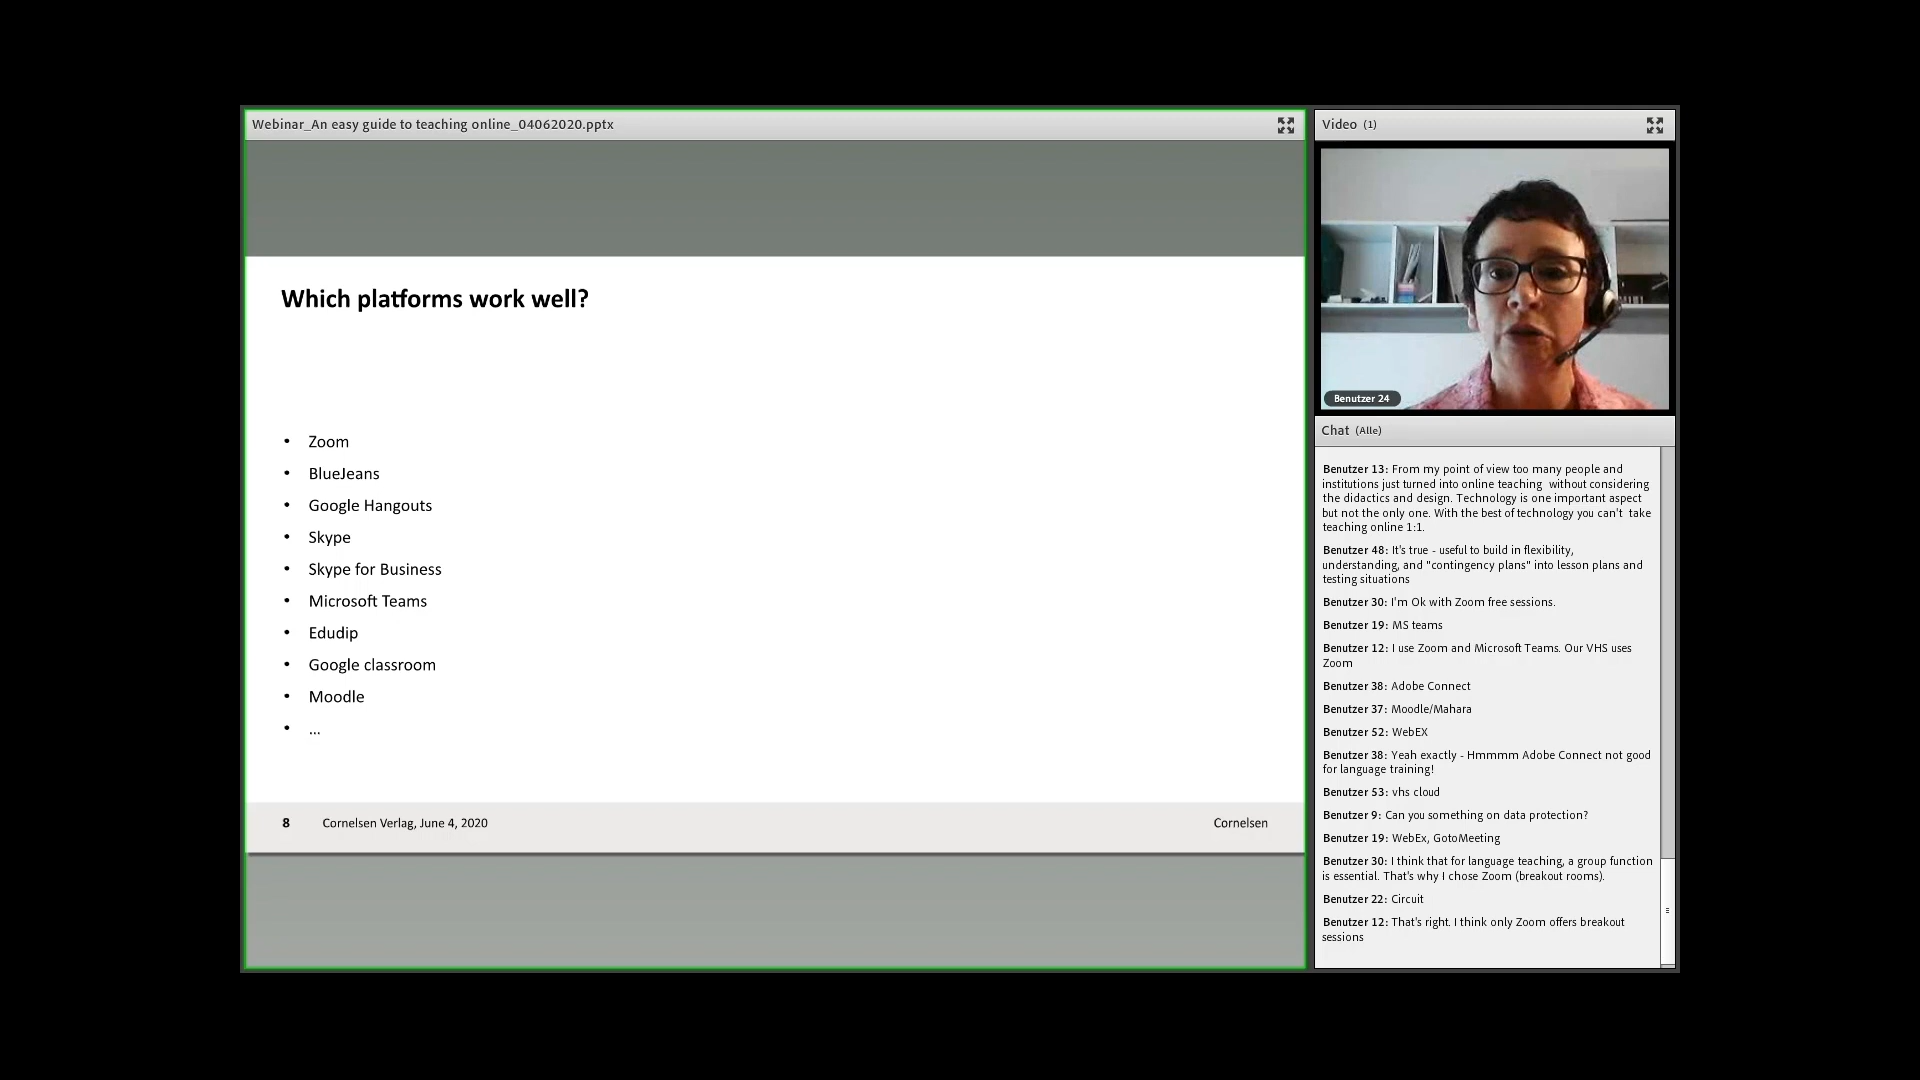 Webinar_An easy guide to teaching online_04062020.pptx
Which platforms work well?
• Zoom
• BlueJeans
• Google Hangouts
• Skype
• Skype for Business
• Microsoft Teams
• Edudip
• Google classroom
• Moodle
• ...
8 Cornelsen Verlag, June 4, 2020 Cornelsen
Video (1)
Benutzer 24
Chat (Alle)
Benutzer 13: From my point of view too many people and
institutions just turned into online teaching without considering
the didactics and design. Technology is one important aspect
but not the only one. With the best of technology you can't take
teaching online 1:1.
Benutzer 48: It's true - useful to build in flexibility,
understanding, and "contingency plans" into lesson plans and
testing situations
Benutzer 30: I'm Ok with Zoom free sessions.
Benutzer 19: MS teams
Benutzer 12: I use Zoom and Microsoft Teams. Our VHS uses
Zoom
Benutzer 38: Adobe Connect
Benutzer 37: Moodle/Mahara
Benutzer 52: WebEX
Benutzer 38: Yeah exactly - Hmmmm Adobe Connect not good
for language training!
Benutzer 53: vhs cloud
Benutzer 9: Can you something on data protection?
Benutzer 19: WebEx, GotoMeeting
Benutzer 30: I think that for language teaching, a group function
is essential. That's why I chose Zoom (breakout rooms).
Benutzer 22: Circuit
Benutzer 12: That's right. I think only Zoom offers breakout
sessions